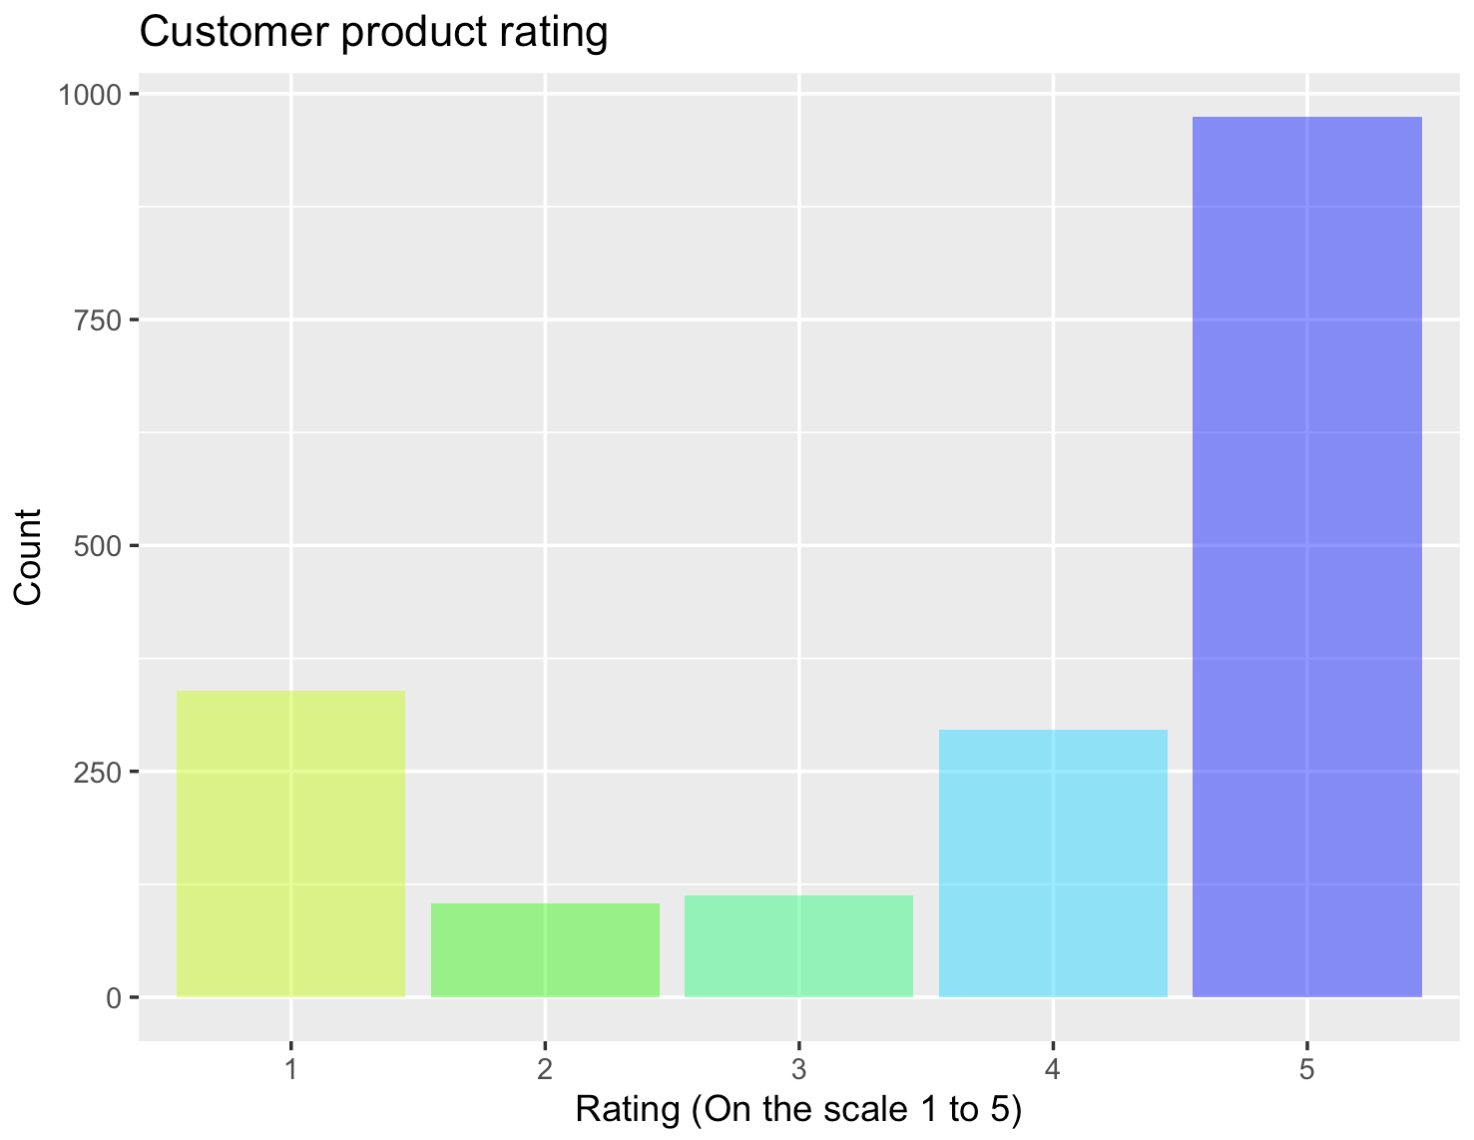 Customer product rating
1000
750
500
250
0
Count
1 2 3 4 5
Rating (On the scale 1 to 5)